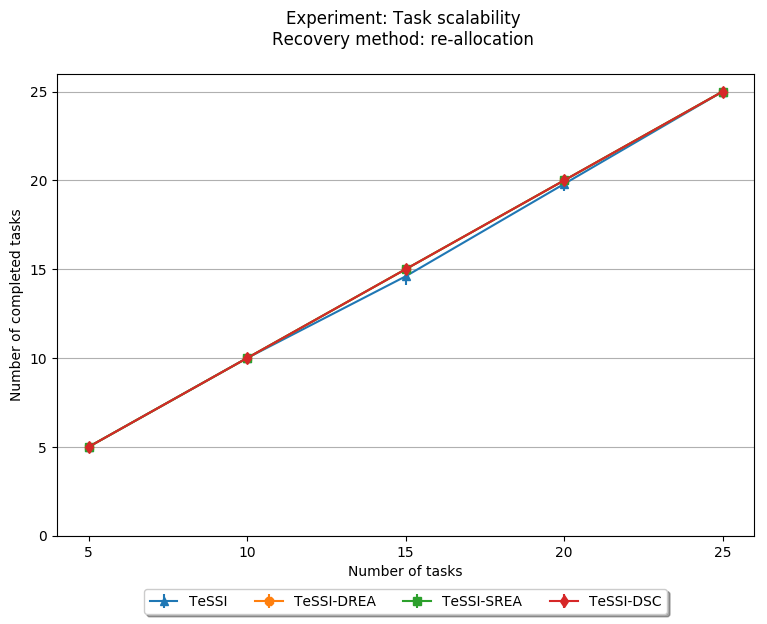 Experiment: Task scalability
Recovery method: re-allocation
25
20
15
10
5
0
Number of completed tasks
5 10 15 20 25
Number of tasks
TeSSI TeSSI-DREA TeSSI-SREA TeSSI-DSC